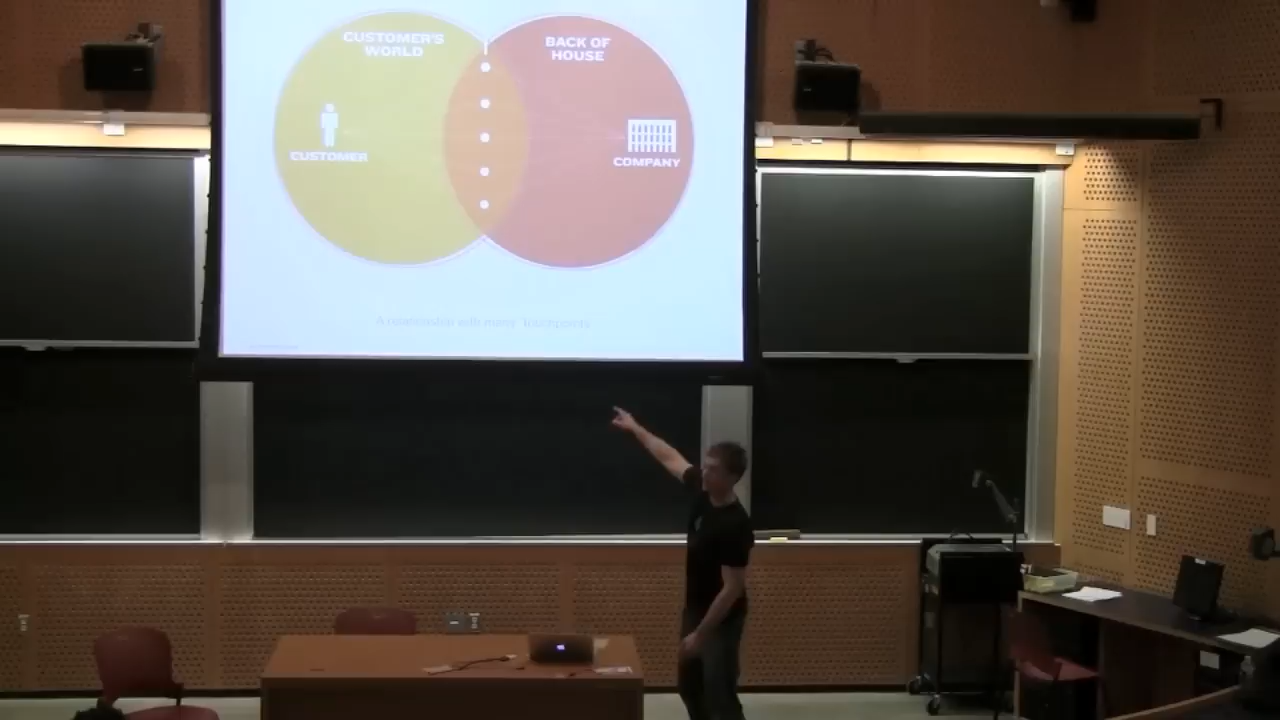 CUSTOMER'S
WORLD
BACK OF
HOUSE
CUSTOMER
COMPANY
A relationship with many Touchpoints